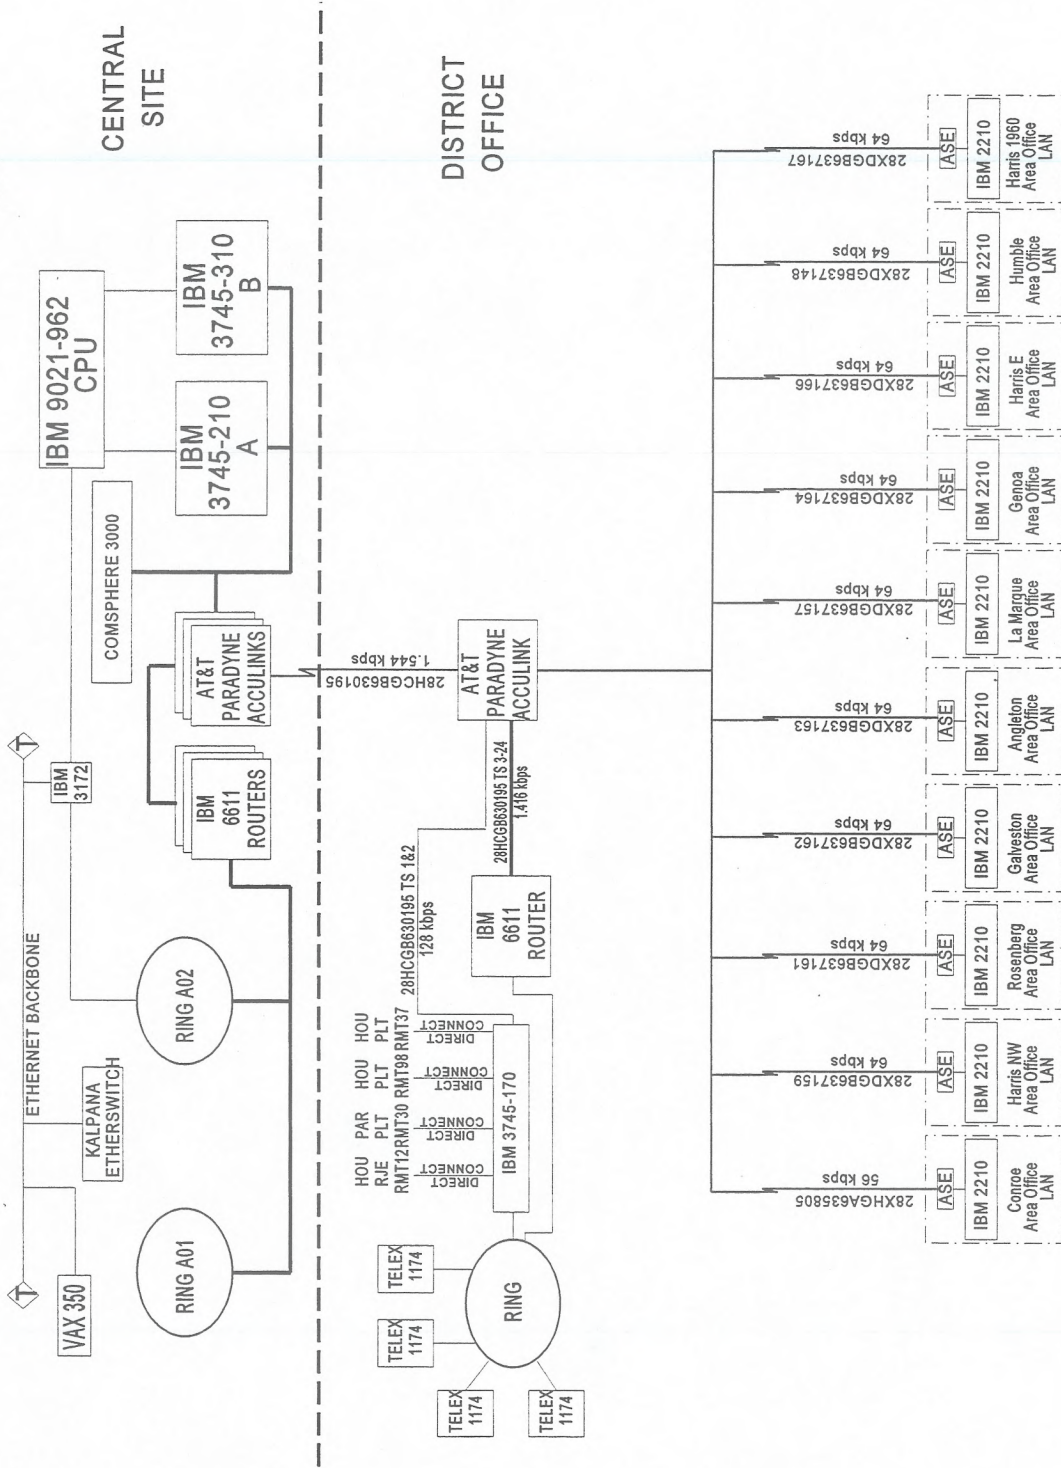 CENTRAL
SITE
T
T
ETHERNET BACKBONE
VAX 350
KALPANA
ETHERSWITCH
IBM
3172
IBM 9021-962
CPU
COMSPHERE 3000
IBM
3745-210
A
IBM
3745-310
B
RING A01
RING A02
IBM
6611
ROUTERS
AT&T
PARADYNE
ACCULINKS
28HCGB630195
1.544 kbps
DISTRICT
OFFICE
TELEX
1174
TELEX
1174
TELEX
1174
TELEX
1174
RING
HOU
RJE
RMT12
PAR
PLT
RMT30
HOU
PLT
RMT98
HOU
PLT
RMT37
DIRECT
CONNECT
DIRECT
CONNECT
DIRECT
CONNECT
DIRECT
CONNECT
IBM 3745-170
28HCGB630195 TS 1&2
128 kbps
IBM
6611
ROUTER
28HCGB630195 TS 3-24
1.416 kbps
AT&T
PARADYNE
ACCULINK
28XHGA635805
56 kbps
28XDGB637159
64 kbps
28XDGB637161
64 kbps
28XDGB637162
64 kbps
28XDGB637163
64 kbps
28XDGB637157
64 kbps
28XDGB637164
64 kbps
28XDGB637166
64 kbps
28XDGB637148
64 kbps
28XDGB637167
64 kbps
ASE
IBM 2210
Conroe
Area Office
LAN
ASE
IBM 2210
Harris NW
Area Office
LAN
ASE
IBM 2210
Rosenberg
Area Office
LAN
ASE
IBM 2210
Galveston
Area Office
LAN
ASE
IBM 2210
Angleton
Area Office
LAN
ASE
IBM 2210
La Marque
Area Office
LAN
ASE
IBM 2210
Genoa
Area Office
LAN
ASE
IBM 2210
Harris E
Area Office
LAN
ASE
IBM 2210
Humble
Area Office
LAN
ASE
IBM 2210
Harris 1960
Area Office
LAN